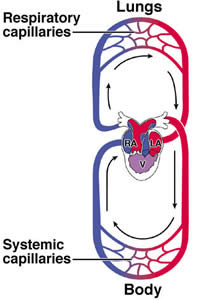 Lungs
Respiratory
capillaries
RA
LA
V
Systemic
capillaries
Body